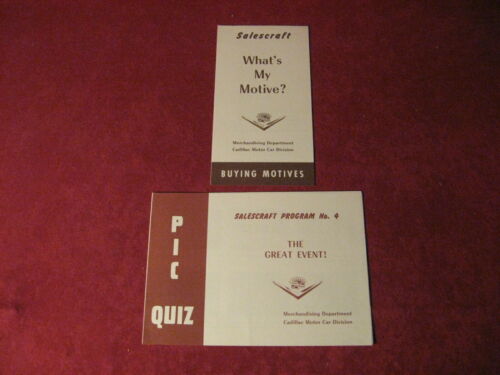 Salescraft
What's
My
Motive?
Merchandising Department
Cadillac Motor Car Division
BUYING MOTIVES
PIC
QUIZ
SALESCRAFT PROGRAM No. 4
THE
GREAT EVENT!
Merchandising Department
Cadillac Motor Car Division